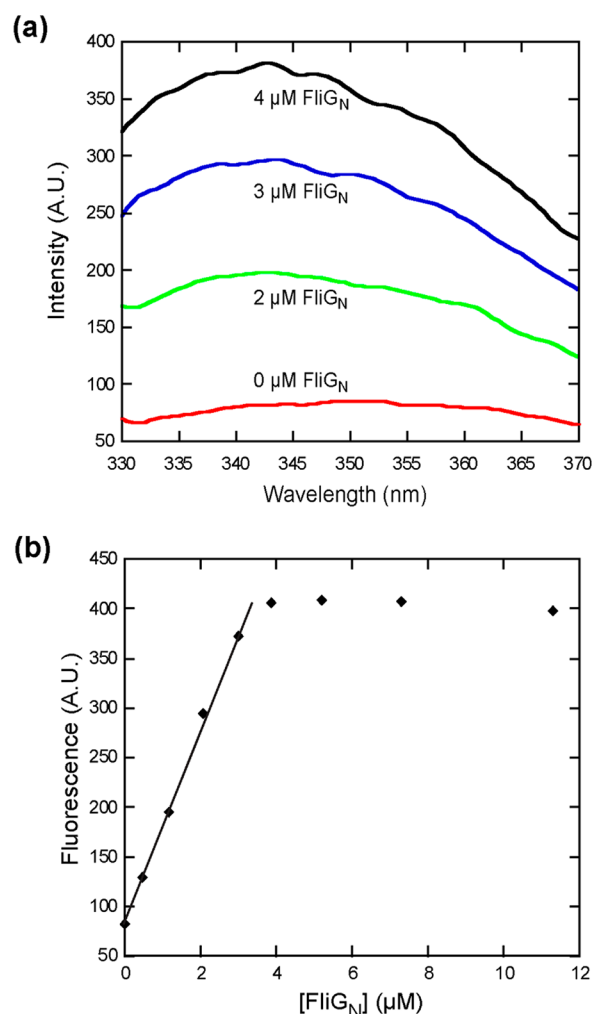 (a)
400
350
300
250
200
150
100
50
Intensity (A.U.)
4 µM FliGN
3 µM FliGN
2 µM FliGN
0 µM FliGN
330 335 340 345 350 355 360 365 370
Wavelength (nm)
(b)
450
400
350
300
250
200
150
100
50
Fluorescence (A.U.)
0 2 4 6 8 10 12
[FliGN] (µM)